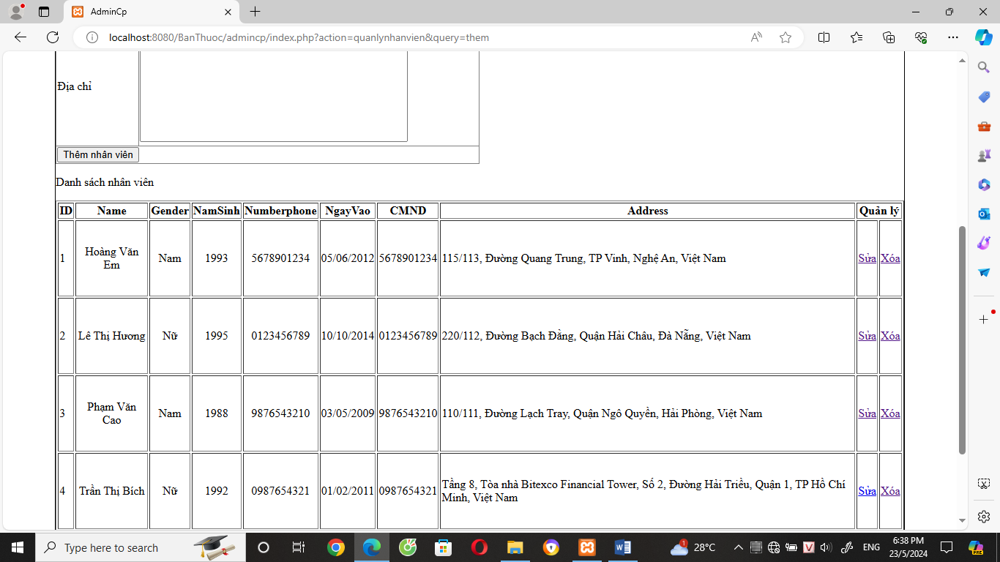 AdminCp
localhost:8080/BanThuoc/admincp/index.php?action=quanlynhanvien&query=them
Địa chỉ
Thêm nhân viên
Danh sách nhân viên
ID Name Gender NamSinh Numberphone NgayVao CMND Address Quản lý
1 Hoàng Văn Em Nam 1993 5678901234 05/06/2012 5678901234 115/113, Đường Quang Trung, TP Vinh, Nghệ An, Việt Nam Sửa Xóa
2 Lê Thị Hương Nữ 1995 0123456789 10/10/2014 0123456789 220/112, Đường Bạch Đằng, Quận Hải Châu, Đà Nẵng, Việt Nam Sửa Xóa
3 Phạm Văn Cao Nam 1988 9876543210 03/05/2009 9876543210 110/111, Đường Lạch Tray, Quận Ngô Quyền, Hải Phòng, Việt Nam Sửa Xóa
4 Trần Thị Bích Nữ 1992 0987654321 01/02/2011 0987654321 Tầng 8, Tòa nhà Bitexco Financial Tower, Số 2, Đường Hải Triều, Quận 1, TP Hồ Chí Minh, Việt Nam Sửa Xóa
Type here to search
1
28°C
ENG
6:38 PM
23/5/2024